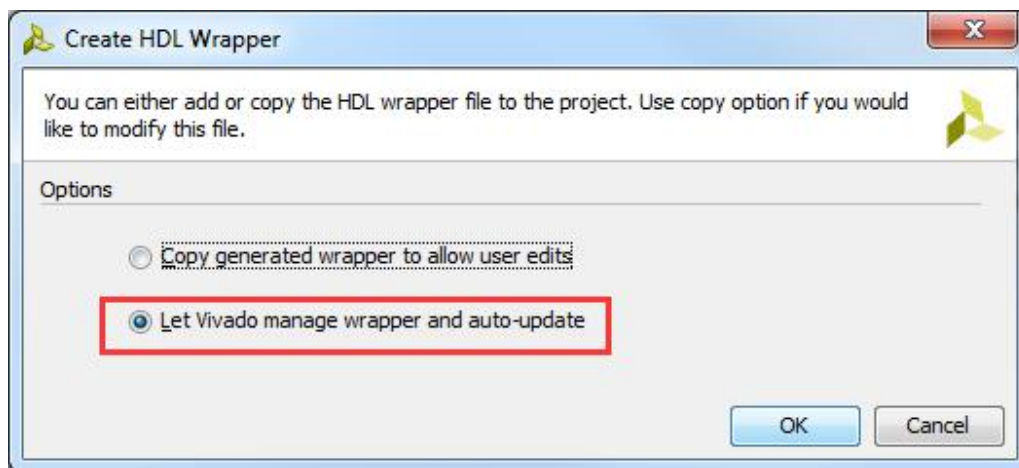 Create HDL Wrapper
You can either add or copy the HDL wrapper file to the project. Use copy option if you would
like to modify this file.
Options
Copy generated wrapper to allow user edits
Let Vivado manage wrapper and auto-update
OK
Cancel